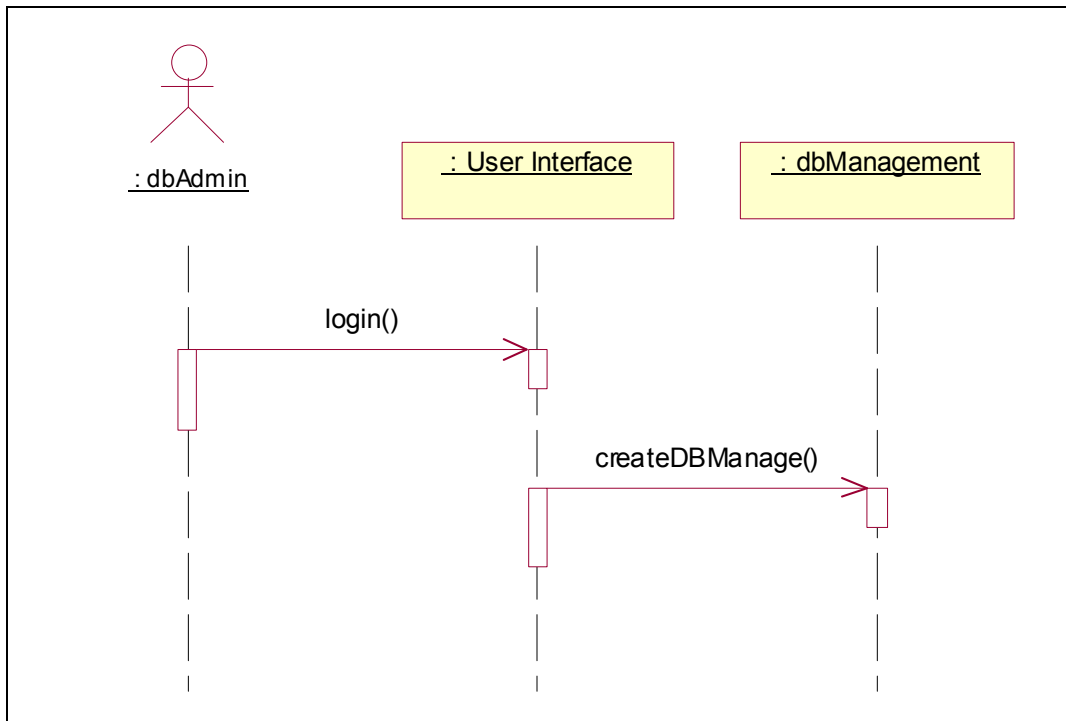 : dbAdmin
: User Interface
: dbManagement
login()
createDBManage()